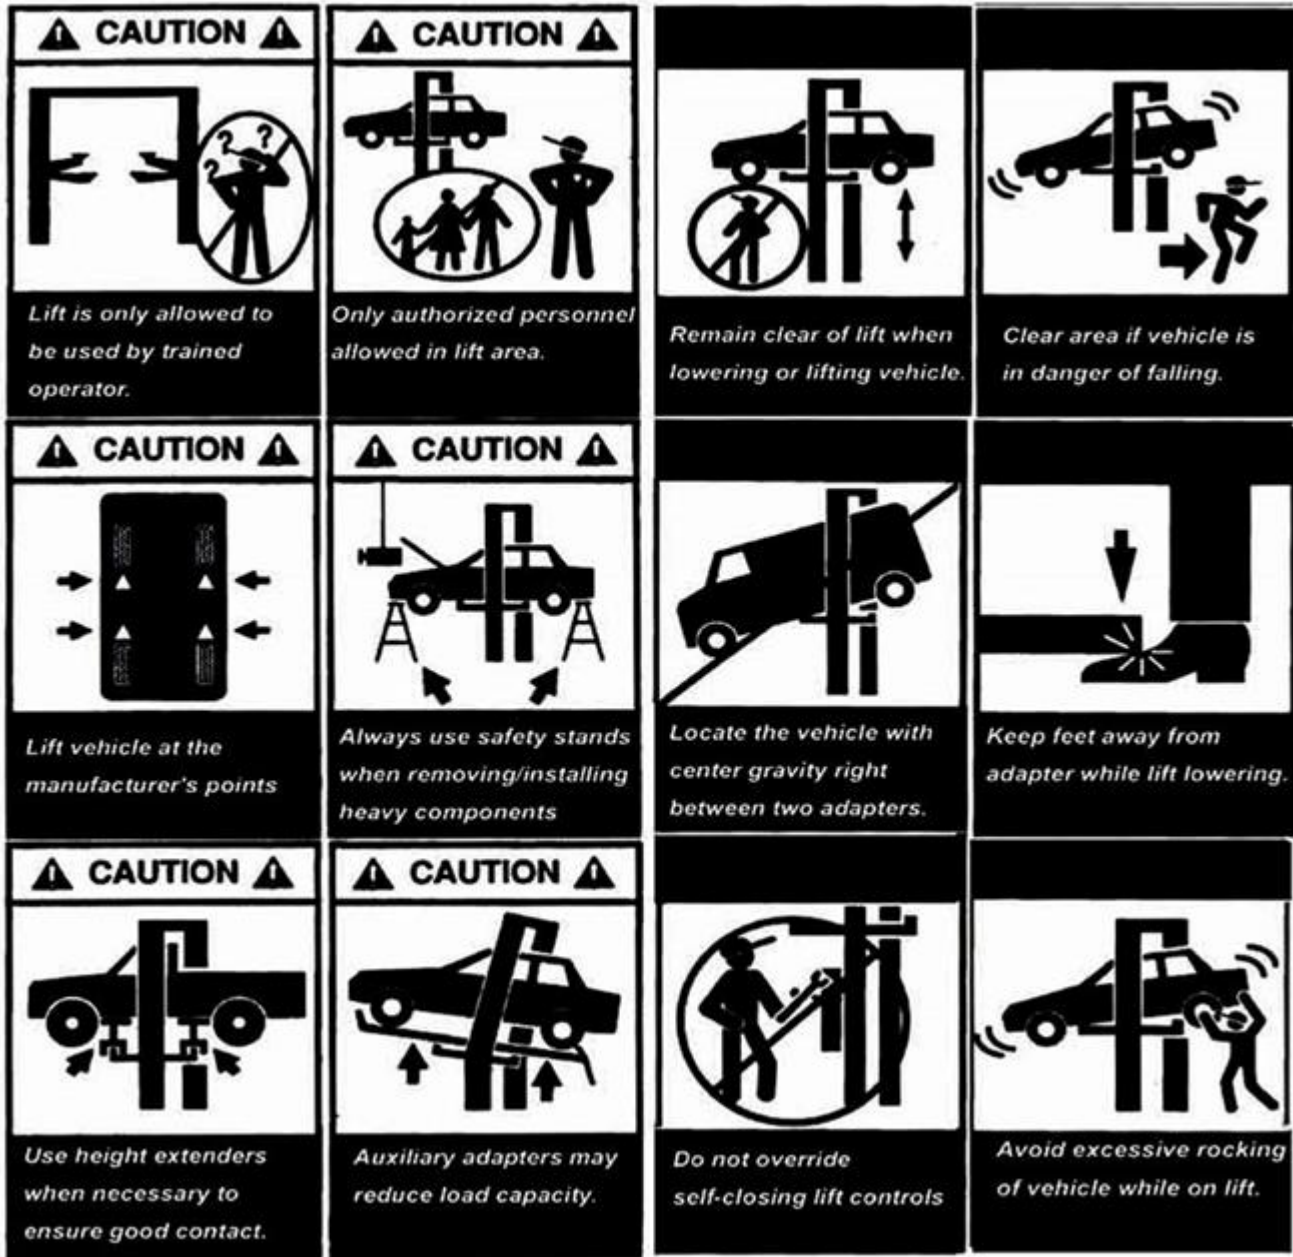 CAUTION
Lift is only allowed to
be used by trained
operator.
CAUTION
Only authorized personnel
allowed in lift area.
Remain clear of lift when
lowering or lifting vehicle.
Clear area if vehicle is
in danger of falling.
CAUTION
Lift vehicle at the
manufacturer's points
CAUTION
Always use safety stands
when removing/installing
heavy components
Locate the vehicle with
center gravity right
between two adapters.
Keep feet away from
adapter while lift lowering.
CAUTION
Use height extenders
when necessary to
ensure good contact.
CAUTION
Auxiliary adapters may
reduce load capacity.
Do not override
self-closing lift controls
Avoid excessive rocking
of vehicle while on lift.